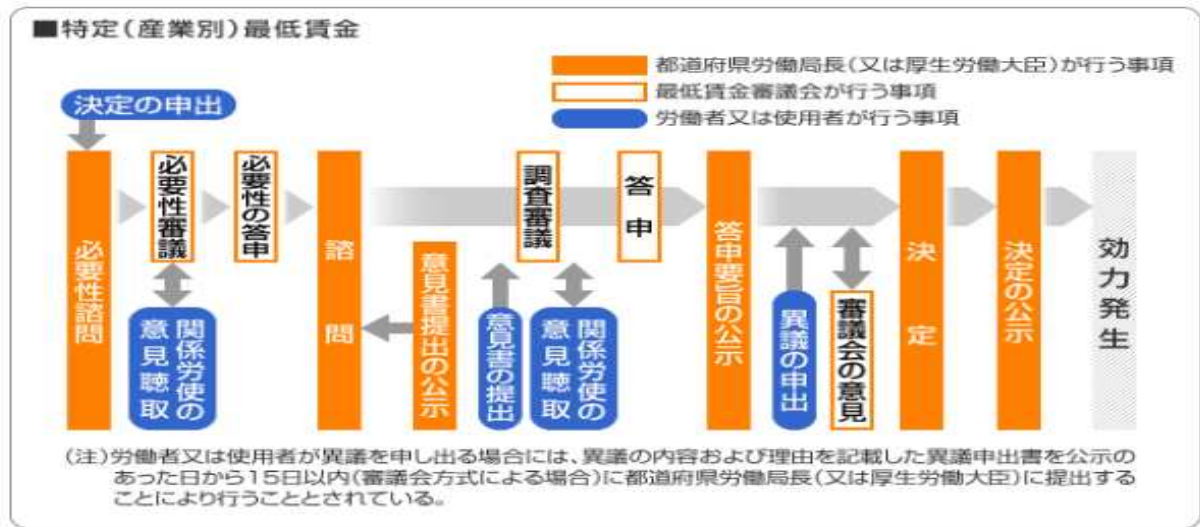 ■特定(産業別)最低賃金
都道府県労働局長(又は厚生労働大臣)が行う事項
最低賃金審議会が行う事項
労働者又は使用者が行う事項
決定の申出
必要性諮問
必要性審議
関係労使の
意見聴取
必要性の答申
諮問
意見書提出の公示
意見書の提出
調査審議
関係労使の
意見聴取
答申
答申要旨の公示
異議の申出
審議会の意見
決定
決定の公示
効力発生
(注)労働者又は使用者が異議を申し出る場合には、異議の内容および理由を記載した異議申出書を公示の
あった日から15日以内(審議会方式による場合)に都道府県労働局長(又は厚生労働大臣)に提出する
ことにより行うこととされている。